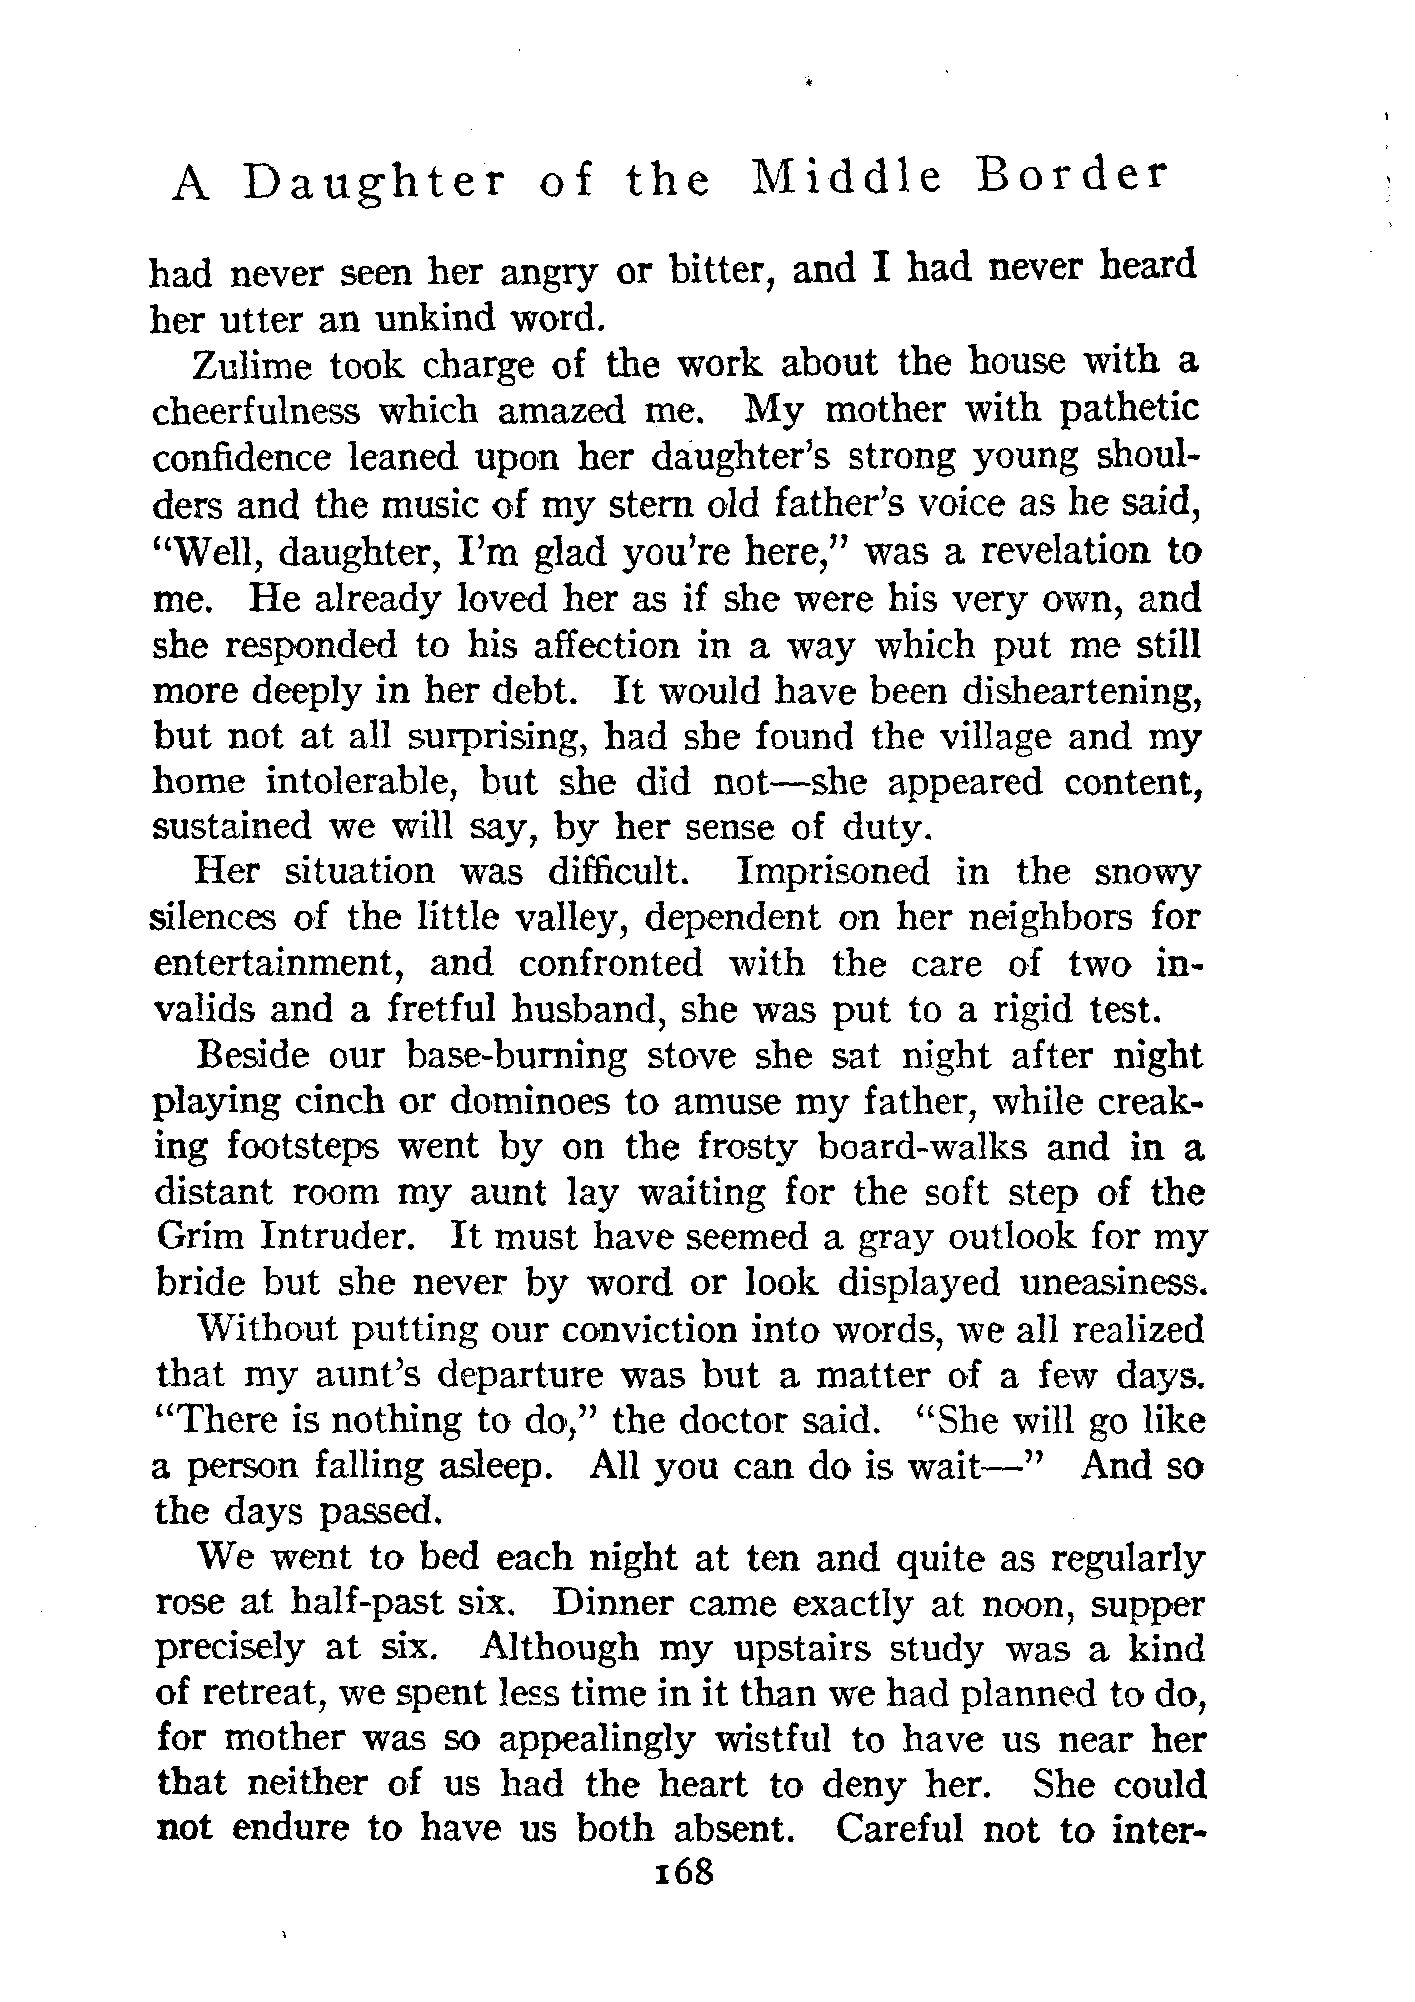 A Daughter of the Middle Border
had never seen her angry or bitter, and I had never heard
her utter an unkind word.
Zulime took charge of the work about the house with a
cheerfulness which amazed me. My mother with pathetic
confidence leaned upon her daughter's strong young shoul-
ders and the music of my stern old father's voice as he said,
"Well, daughter, I'm glad you're here," was a revelation to
me. He already loved her as if she were his very own, and
she responded to his affection in a way which put me still
more deeply in her debt. It would have been disheartening,
but not at all surprising, had she found the village and my
home intolerable, but she did not—she appeared content,
sustained we will say, by her sense of duty.
Her situation was difficult. Imprisoned in the snowy
silences of the little valley, dependent on her neighbors for
entertainment, and confronted with the care of two in-
valids and a fretful husband, she was put to a rigid test.
Beside our base-burning stove she sat night after night
playing cinch or dominoes to amuse my father, while creak-
ing footsteps went by on the frosty board-walks and in a
distant room my aunt lay waiting for the soft step of the
Grim Intruder. It must have seemed a gray outlook for my
bride but she never by word or look displayed uneasiness.
Without putting our conviction into words, we all realized
that my aunt's departure was but a matter of a few days.
"There is nothing to do," the doctor said. "She will go like
a person falling asleep. All you can do is wait—" And so
the days passed.
We went to bed each night at ten and quite as regularly
rose at half-past six. Dinner came exactly at noon, supper
precisely at six. Although my upstairs study was a kind
of retreat, we spent less time in it than we had planned to do,
for mother was so appealingly wistful to have us near her
that neither of us had the heart to deny her. She could
not endure to have us both absent. Careful not to inter-
168